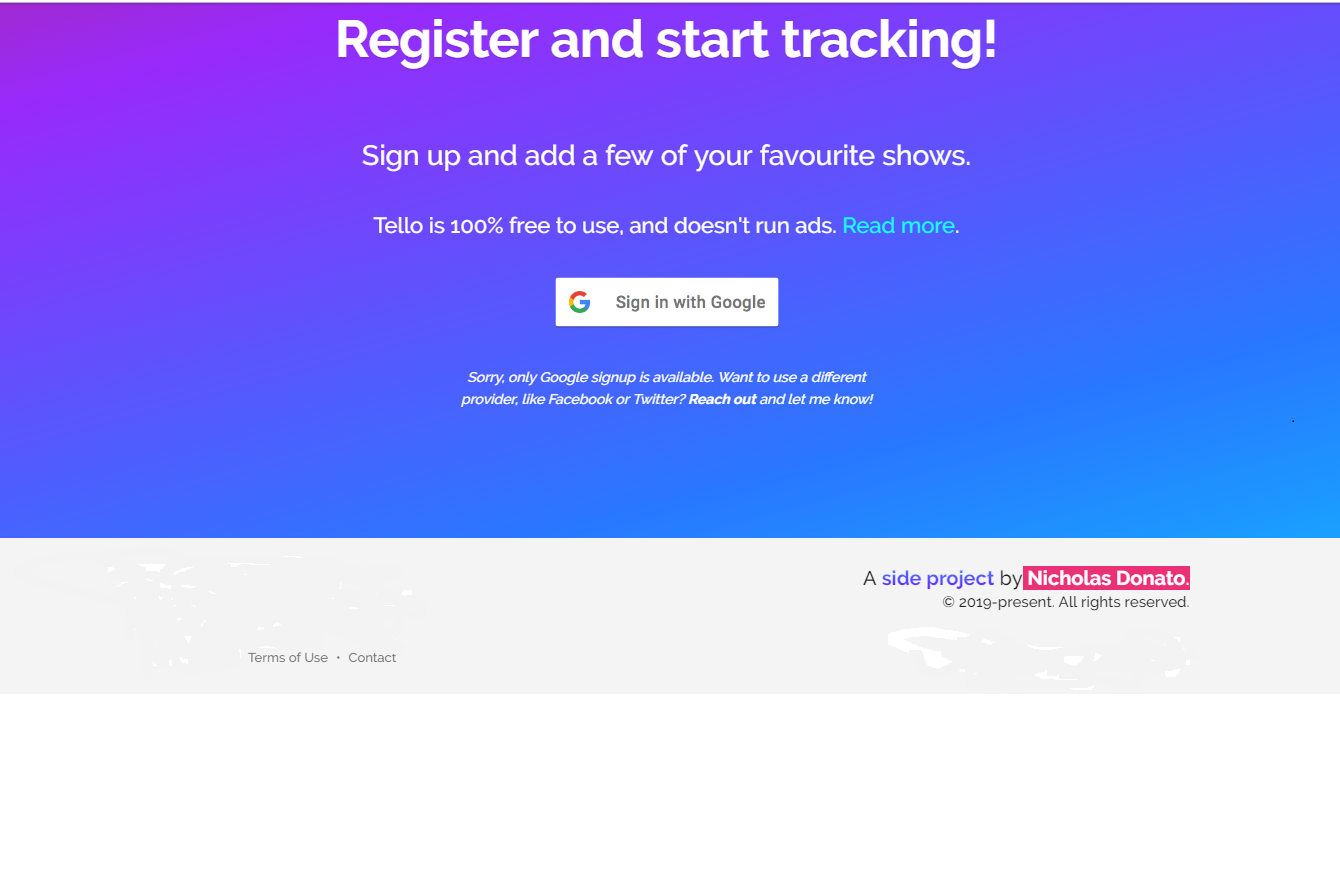 Register and start tracking!
Sign up and add a few of your favourite shows.
Tello is 100% free to use, and doesn't run ads. Read more.
Sign in with Google
Sorry, only Google signup is available. Want to use a different
provider, like Facebook or Twitter? Reach out and let me know!
A side project by Nicholas Donato.
© 2019-present. All rights reserved.
Terms of Use • Contact